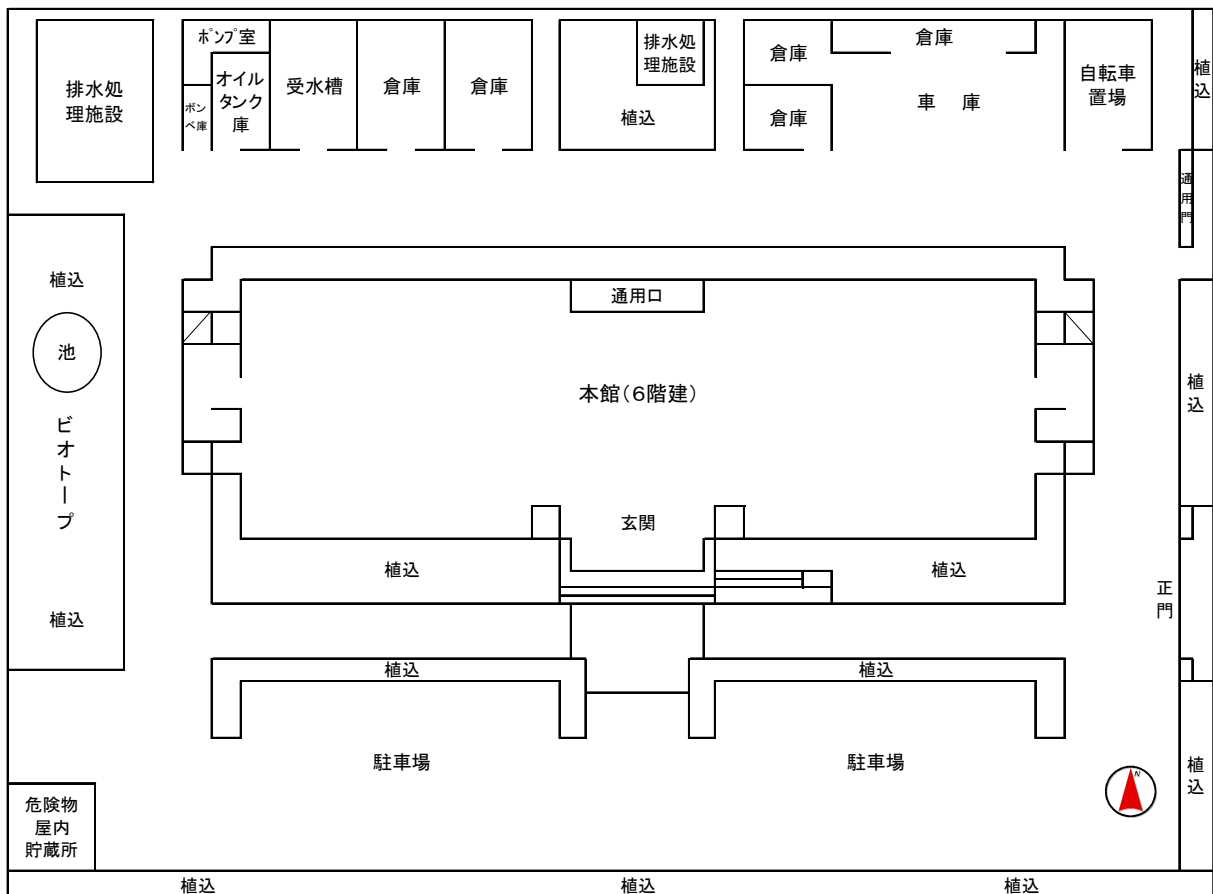 ポンプ室
排水処
理施設
オイル
タンク
庫
ボン
ベ庫
受水槽
倉庫
倉庫
排水処
理施設
植込
倉庫
倉庫
倉庫
車 庫
自転車
置場
植
込
通
用
門
植込
池
ビ
オ
ト
ー
プ
植込
通用口
本館(6階建)
玄関
植込
植込
植
込
正
門
植込
植込
駐車場
駐車場
N
植
込
危険物
屋内
貯蔵所
植込
植込
植込